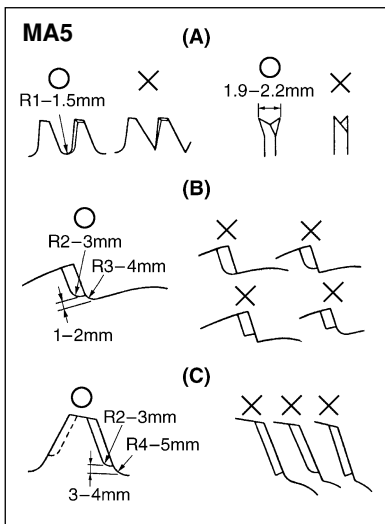 MA5
(A)
R1–1.5mm
1.9–2.2mm
(B)
R2–3mm
R3–4mm
1–2mm
(C)
R2–3mm
R4–5mm
3–4mm